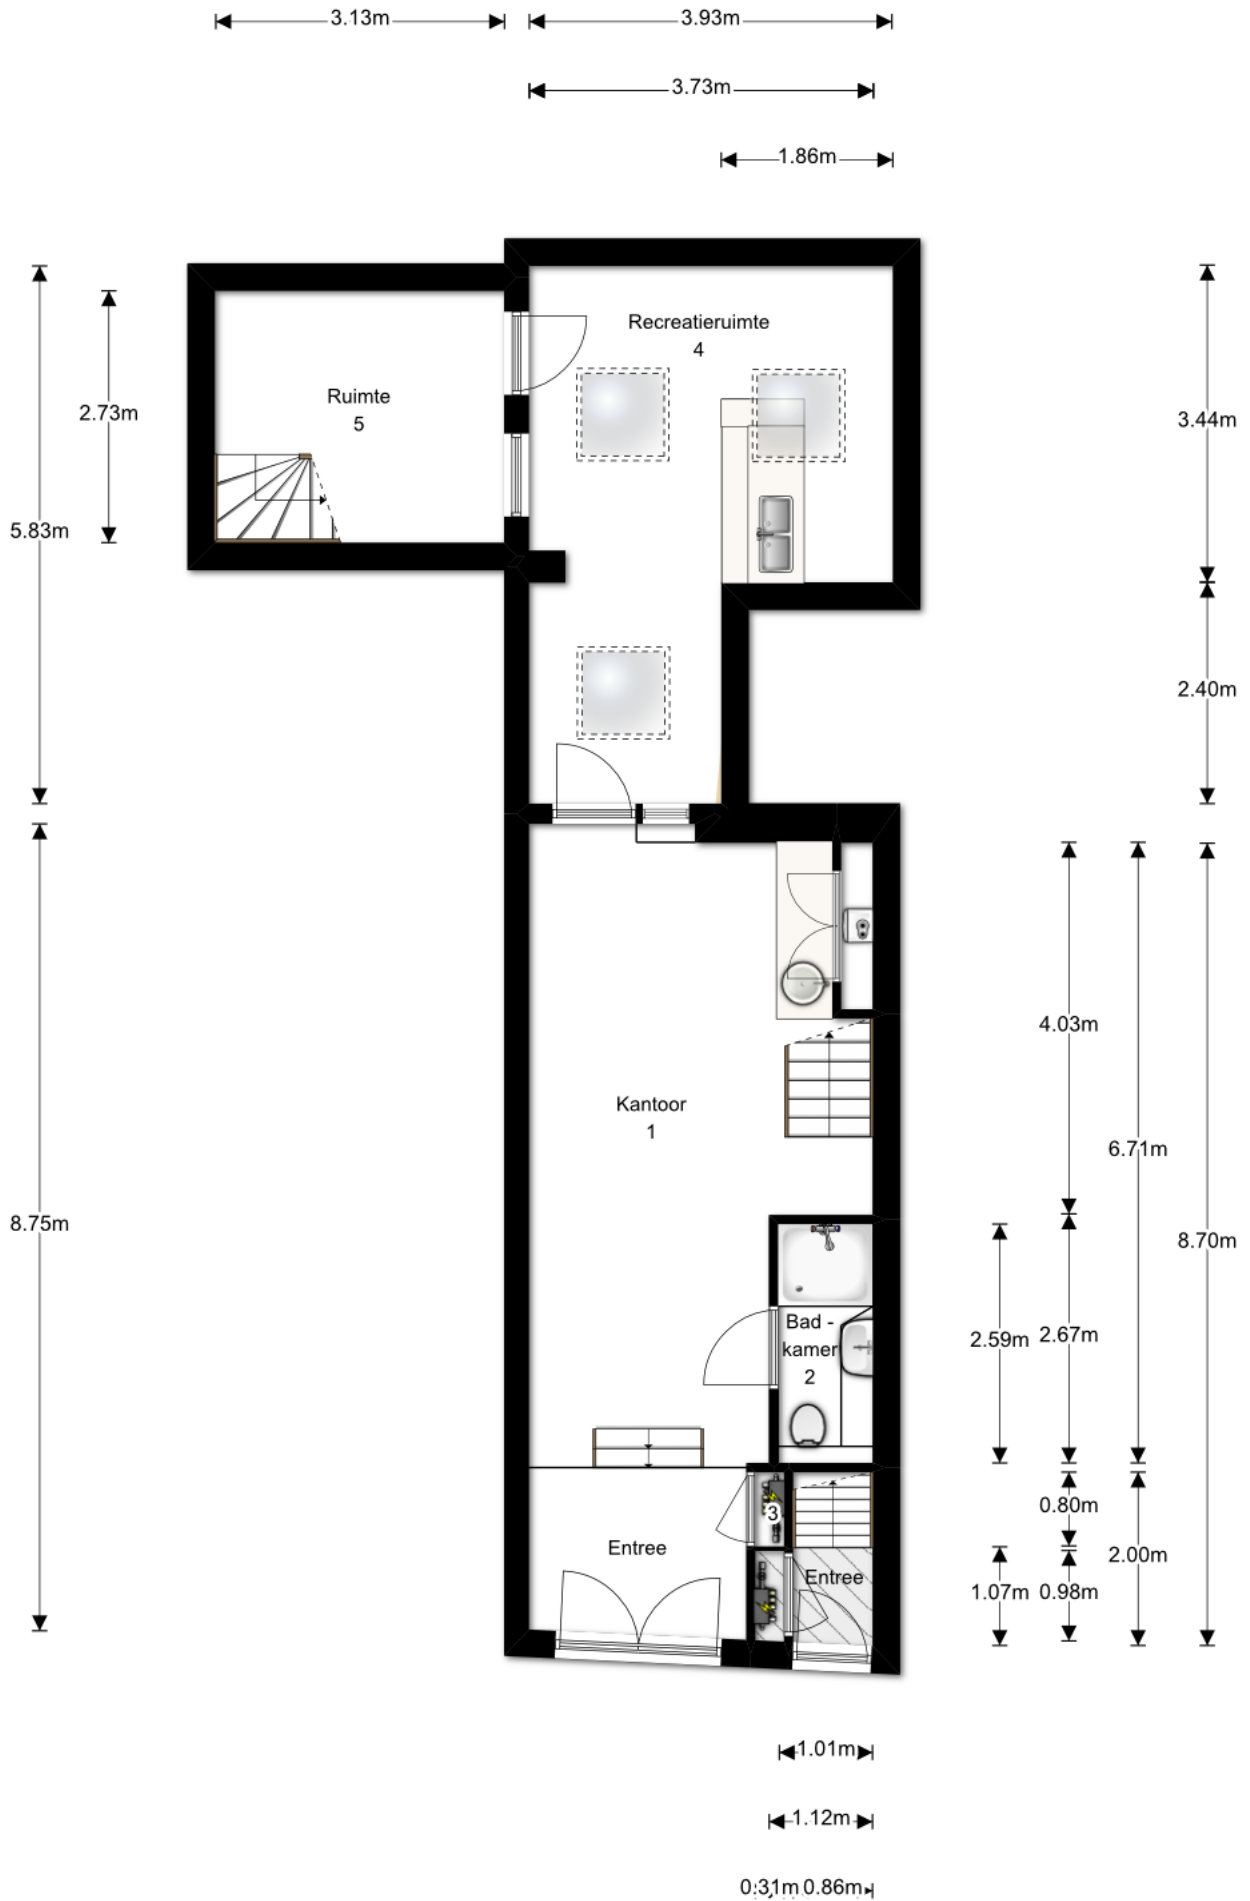 3.13m
3.93m
3.73m
1.86m
Recreatieruimte
4
Ruimte
5
2.73m
3.44m
5.83m
2.40m
4.03m
Kantoor
1
6.71m
8.75m
8.70m
Bad -
kamer
2
2.59m
2.67m
3
0.80m
Entree
2.00m
Entree
1.07m
0.98m
1.01m
1.12m
0.31m
0.86m